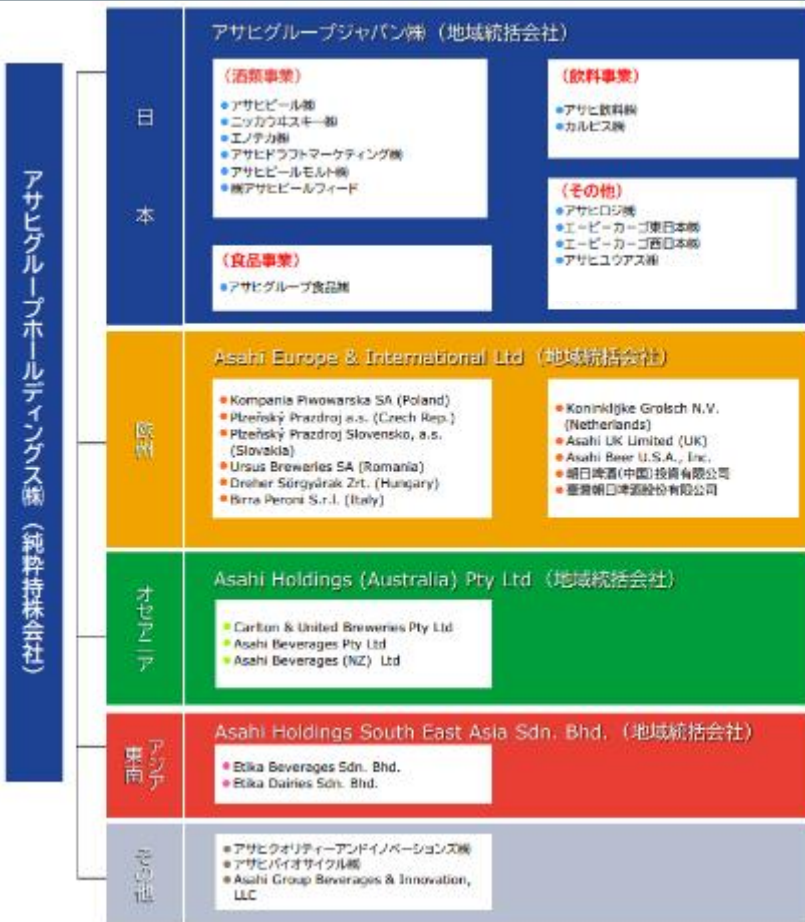 アサヒグループホールディングス㈱（純粋持株会社）
日本
アサヒグループジャパン㈱（地域統括会社）
（酒類事業）
●アサヒビール㈱
●ニッカウヰスキー㈱
●エノテカ㈱
●アサヒドラフトマーケティング㈱
●アサヒビールモルト㈱
●㈱アサヒビールフィード
（食品事業）
●アサヒグループ食品㈱
（飲料事業）
●アサヒ飲料㈱
●カルピス㈱
（その他）
●アサヒロジ㈱
●エービーカーゴ東日本㈱
●エービーカーゴ西日本㈱
●アサヒユウアス㈱
欧州
Asahi Europe & International Ltd（地域統括会社）
●Kompania Piwowarska SA (Poland)
●Plzeňský Prazdroj a.s. (Czech Rep.)
●Plzeňský Prazdroj Slovensko, a.s.
(Slovakia)
●Ursus Breweries SA (Romania)
●Dreher Sörgyárak Zrt. (Hungary)
●Birra Peroni S.r.l. (Italy)
●Koninklijke Grolsch N.V.
(Netherlands)
●Asahi UK Limited (UK)
●Asahi Beer U.S.A., Inc.
●朝日啤酒(中国)投資有限公司
●臺灣朝日啤酒股份有限公司
オセアニア
Asahi Holdings (Australia) Pty Ltd（地域統括会社）
●Carlton & United Breweries Pty Ltd
●Asahi Beverages Pty Ltd
●Asahi Beverages (NZ) Ltd
東南アジア
Asahi Holdings South East Asia Sdn. Bhd.（地域統括会社）
●Etika Beverages Sdn. Bhd.
●Etika Dairies Sdn. Bhd.
その他
●アサヒクオリティーアンドイノベーションズ㈱
●アサヒバイオサイクル㈱
●Asahi Group Beverages & Innovation,
LLC